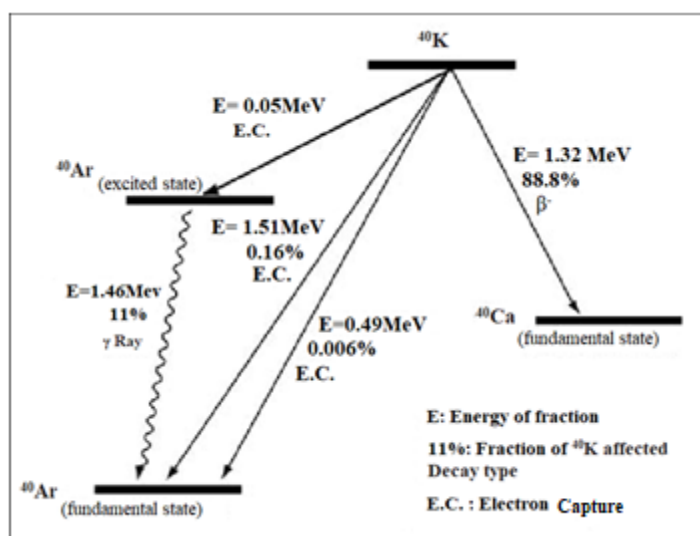 ⁴⁰K
E= 0.05MeV
E.C.
⁴⁰Ar
(excited state)
E= 1.32 MeV
88.8%
β⁻
E= 1.51MeV
0.16%
E.C.
E=1.46Mev
11%
γ Ray
E=0.49MeV
0.006%
E.C.
⁴⁰Ca
(fundamental state)
E: Energy of fraction
11%: Fraction of ⁴⁰K affected
Decay type
E.C. : Electron Capture
⁴⁰Ar
(fundamental state)